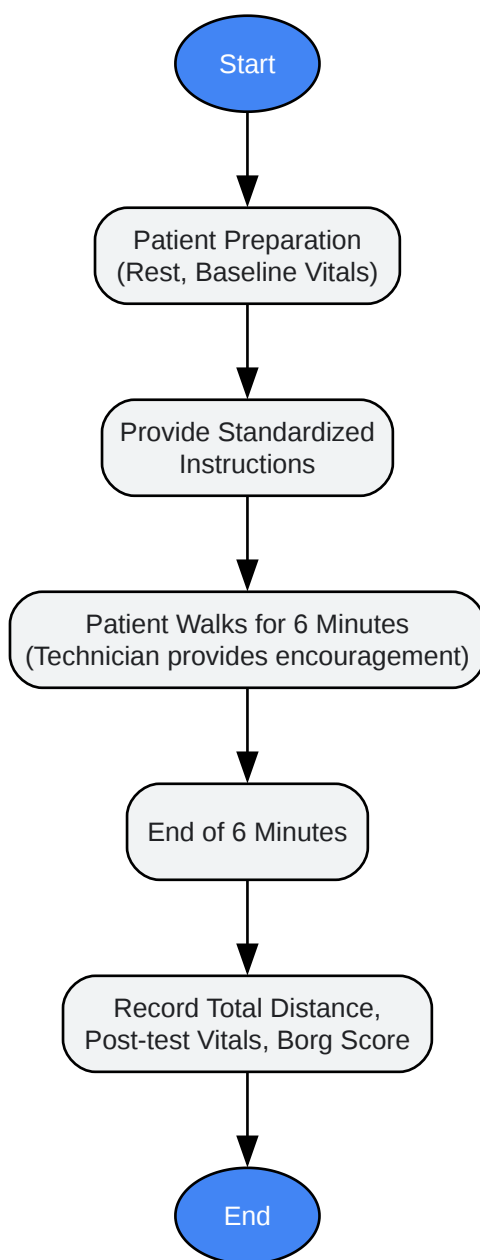 Start
Patient Preparation
(Rest, Baseline Vitals)
Provide Standardized
Instructions
Patient Walks for 6 Minutes
(Technician provides encouragement)
End of 6 Minutes
Record Total Distance,
Post-test Vitals, Borg Score
End